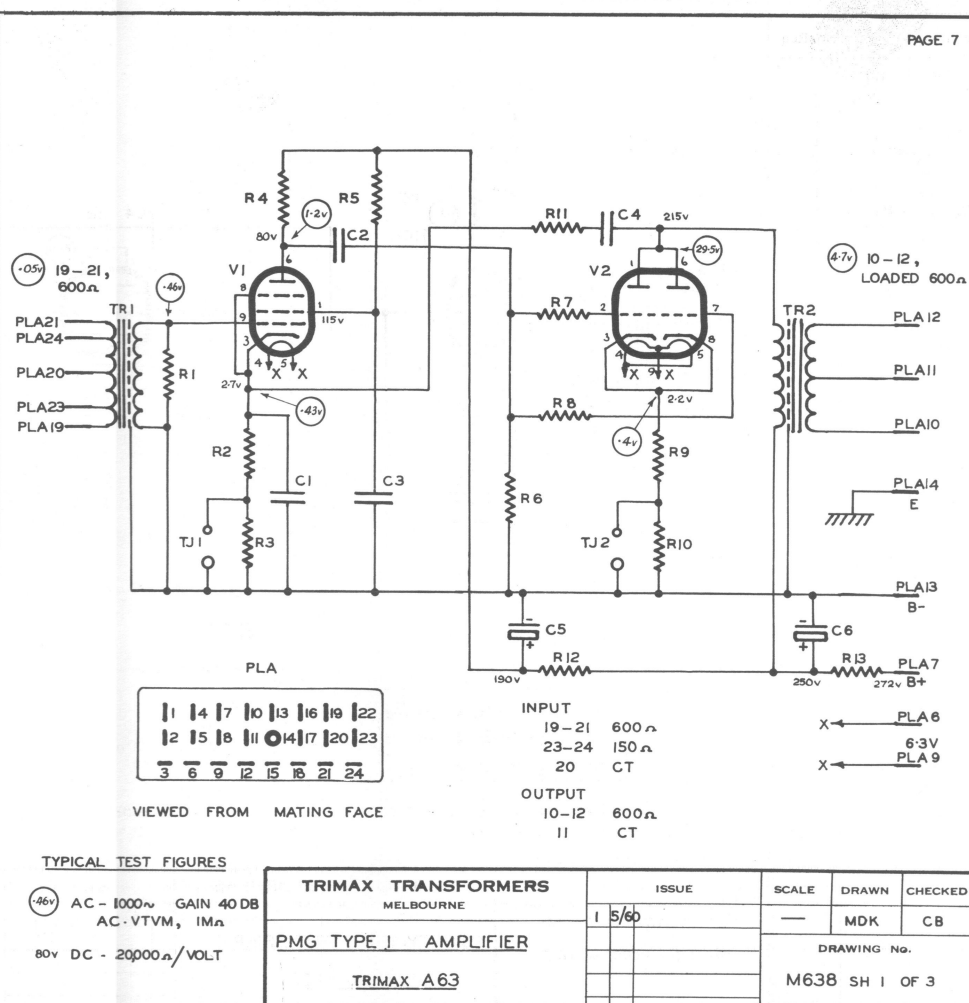 PAGE 7
R4
R5
1·2v
80v
C2
R11
C4
215v
·05v
19–21,
600Ω
·46v
V1
6
8
9
1
115v
3
4
5
X
X
TR1
PLA21
PLA24
PLA20
PLA23
PLA19
R1
2·7v
·43v
R2
C1
C3
TJ1
R3
29·5v
V2
1
6
R7
2
7
3
4
9
5
8
X
X
2·2v
R8
·4v
R9
R6
TJ2
R10
4·7v
10–12,
LOADED 600Ω
TR2
PLA12
PLA11
PLA10
PLA14
E
PLA13
B-
-
C5
+
-
C6
+
190v
R12
250v
R13
272v
PLA7
B+
X
PLA6
6·3V
X
PLA9
PLA
1 4 7 10 13 16 19 22
2 5 8 11 14 17 20 23
3 6 9 12 15 18 21 24
VIEWED FROM MATING FACE
INPUT
19–21 600Ω
23–24 150Ω
20 CT
OUTPUT
10–12 600Ω
11 CT
TYPICAL TEST FIGURES
·46v AC – 1000~ GAIN 40 DB
AC-VTVM, 1MΩ
80v DC - 20,000Ω/VOLT
TRIMAX TRANSFORMERS
MELBOURNE
PMG TYPE 1 AMPLIFIER
TRIMAX A63
ISSUE
1 5/60
SCALE DRAWN CHECKED
— MDK CB
DRAWING No.
M638 SH 1 OF 3